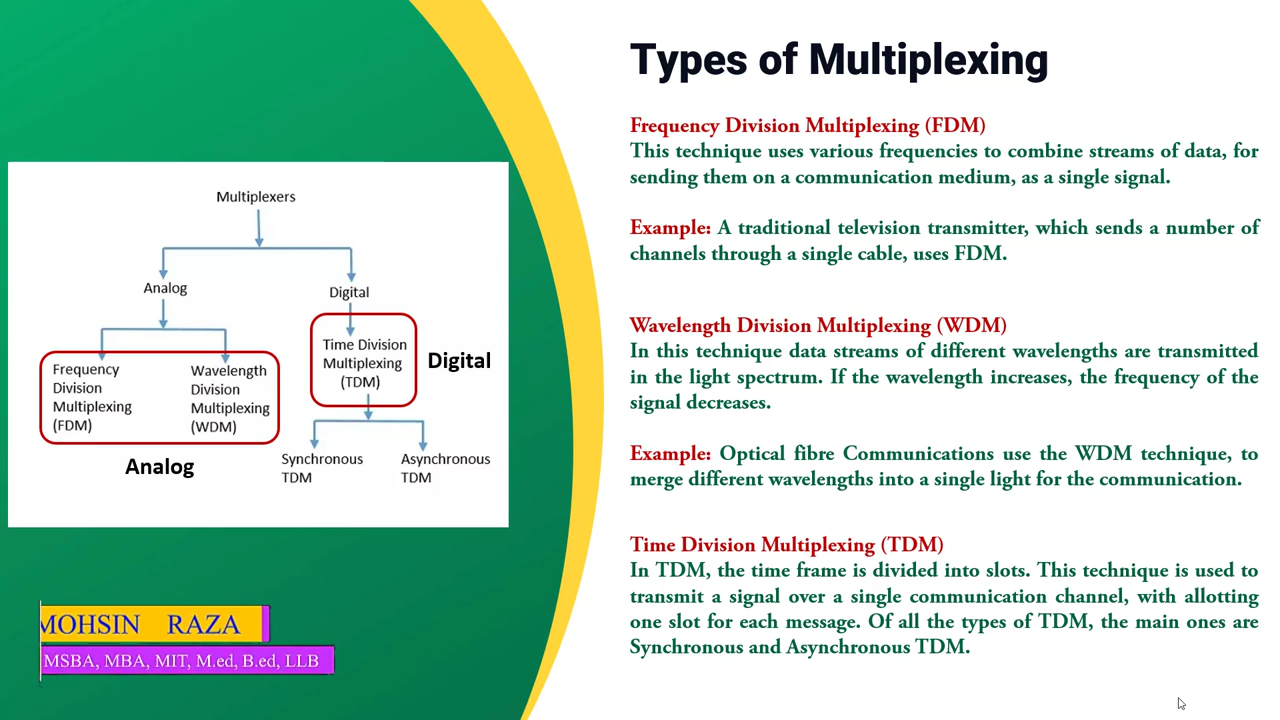 Types of Multiplexing
Frequency Division Multiplexing (FDM)
This technique uses various frequencies to combine streams of data, for
sending them on a communication medium, as a single signal.
Example: A traditional television transmitter, which sends a number of
channels through a single cable, uses FDM.
Wavelength Division Multiplexing (WDM)
In this technique data streams of different wavelengths are transmitted
in the light spectrum. If the wavelength increases, the frequency of the
signal decreases.
Example: Optical fibre Communications use the WDM technique, to
merge different wavelengths into a single light for the communication.
Time Division Multiplexing (TDM)
In TDM, the time frame is divided into slots. This technique is used to
transmit a signal over a single communication channel, with allotting
one slot for each message. Of all the types of TDM, the main ones are
Synchronous and Asynchronous TDM.
Multiplexers
Analog
Digital
Frequency
Division
Multiplexing
(FDM)
Wavelength
Division
Multiplexing
(WDM)
Time Division
Multiplexing
(TDM)
Digital
Analog
Synchronous
TDM
Asynchronous
TDM
MOHSIN RAZA
MSBA, MBA, MIT, M.ed, B.ed, LLB